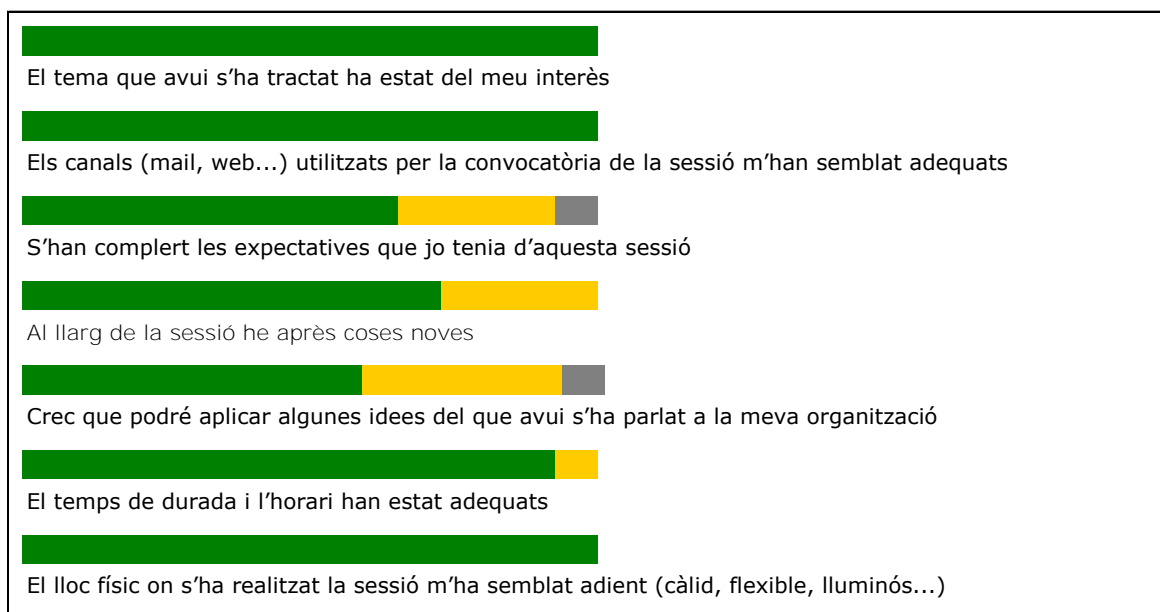 El tema que avui s’ha tractat ha estat del meu interès
Els canals (mail, web...) utilitzats per la convocatòria de la sessió m’han semblat adequats
S’han complert les expectatives que jo tenia d’aquesta sessió
Al llarg de la sessió he après coses noves
Crec que podré aplicar algunes idees del que avui s’ha parlat a la meva organització
El temps de durada i l’horari han estat adequats
El lloc físic on s’ha realitzat la sessió m’ha semblat adient (càlid, flexible, lluminós...)